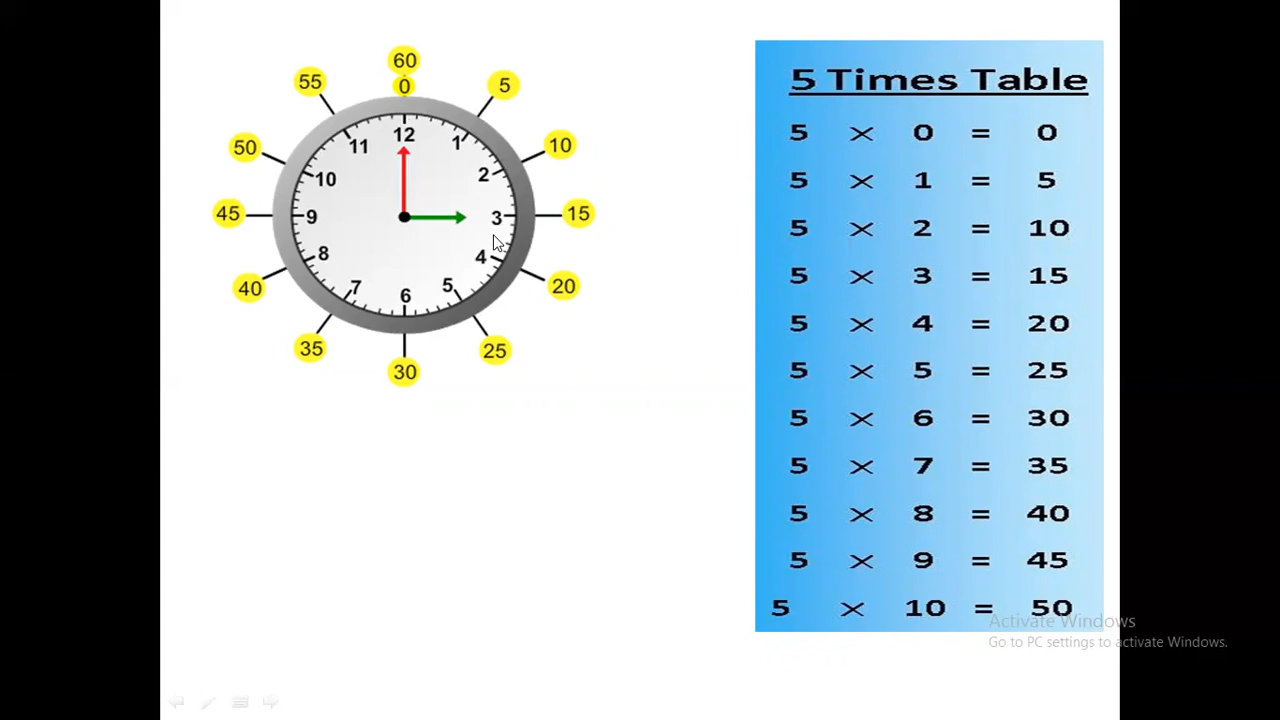 60
55
0
5
12
11
1
50
10
10
2
45
9
3
15
8
4
40
7
5
20
6
35
25
30
5 Times Table
5 × 0 = 0
5 × 1 = 5
5 × 2 = 10
5 × 3 = 15
5 × 4 = 20
5 × 5 = 25
5 × 6 = 30
5 × 7 = 35
5 × 8 = 40
5 × 9 = 45
5 × 10 = 50
Activate Windows
Go to PC settings to activate Windows.